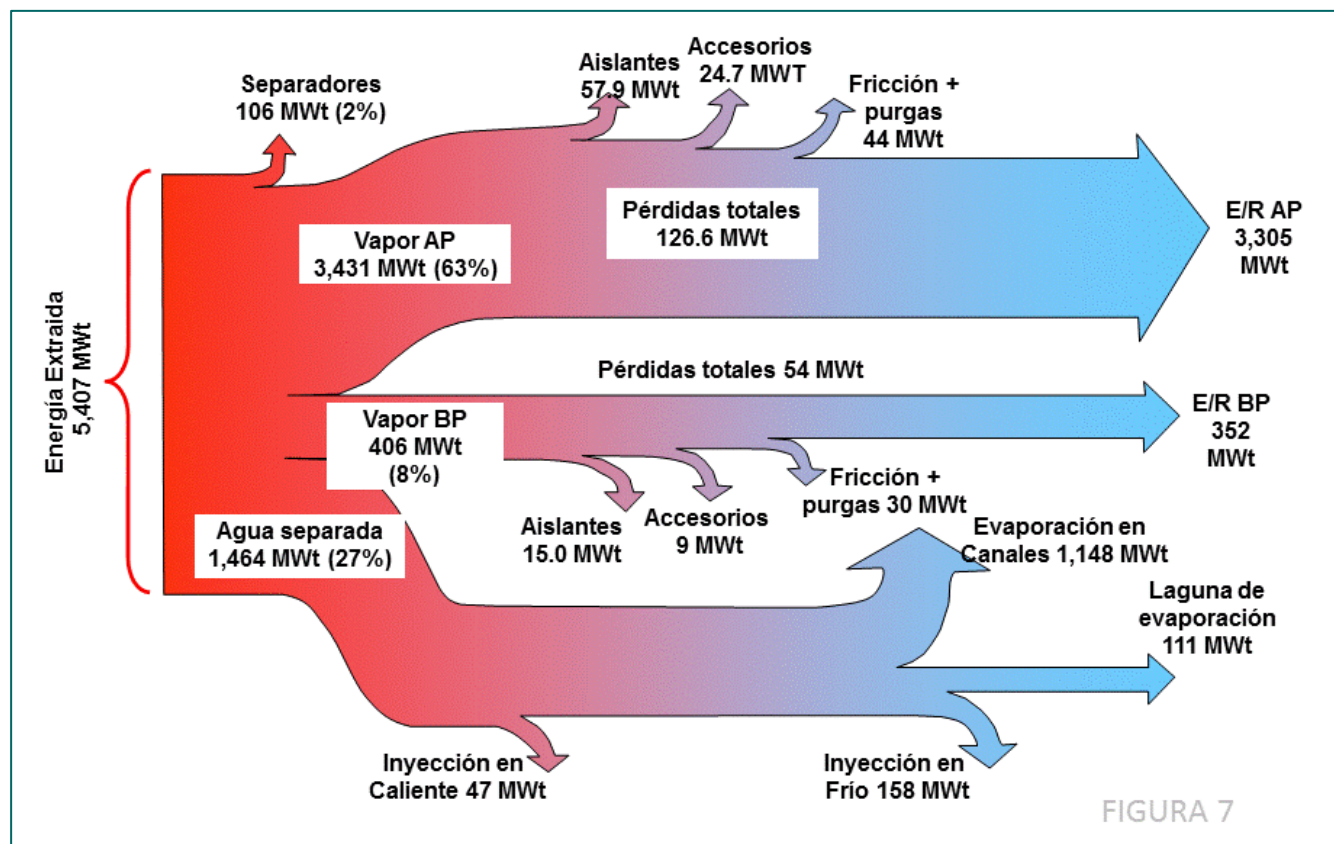 Separadores
106 MWt (2%)
Aislantes
57.9 MWt
Accesorios
24.7 MWT
Fricción +
purgas
44 MWt
Energía Extraida
5,407 MWt
Vapor AP
3,431 MWt (63%)
Pérdidas totales
126.6 MWt
E/R AP
3,305
MWt
Pérdidas totales 54 MWt
Vapor BP
406 MWt
(8%)
E/R BP
352
MWt
Aislantes
15.0 MWt
Accesorios
9 MWt
Fricción +
purgas 30 MWt
Agua separada
1,464 MWt (27%)
Evaporación en
Canales 1,148 MWt
Laguna de
evaporación
111 MWt
Inyección en
Caliente 47 MWt
Inyección en
Frío 158 MWt
FIGURA 7